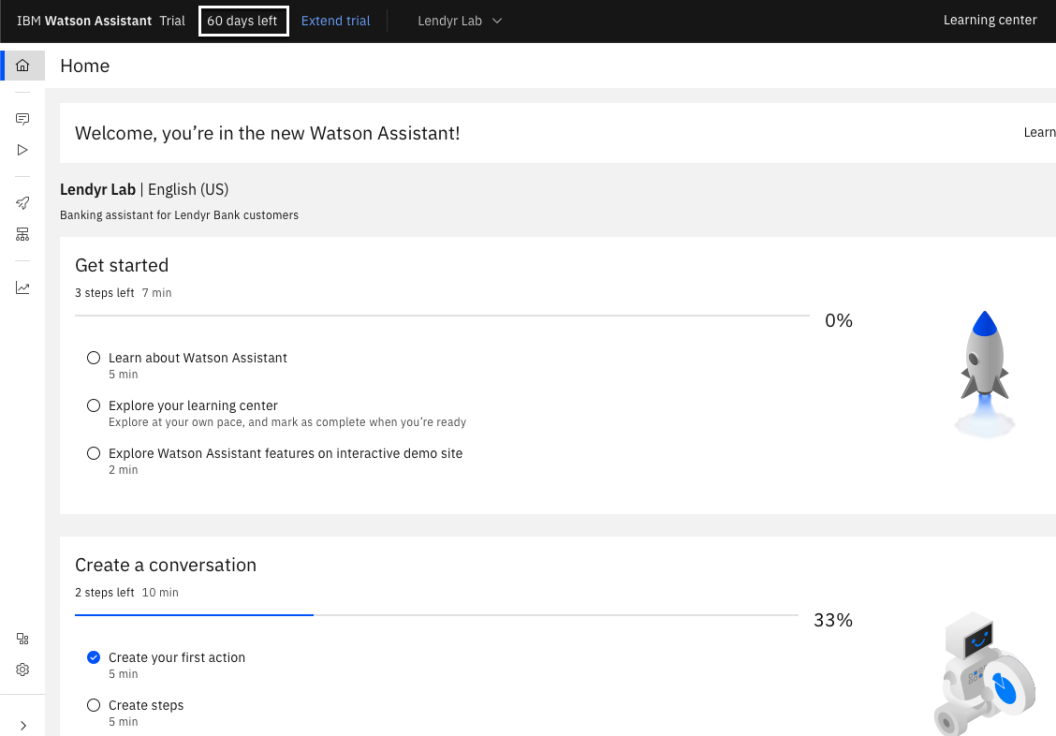 IBM Watson Assistant Trial 60 days left Extend trial Lendyr Lab Learning center
Home
Welcome, you’re in the new Watson Assistant!
Learn
Lendyr Lab | English (US)
Banking assistant for Lendyr Bank customers
Get started
3 steps left 7 min
0%
Learn about Watson Assistant
5 min
Explore your learning center
Explore at your own pace, and mark as complete when you’re ready
Explore Watson Assistant features on interactive demo site
2 min
Create a conversation
2 steps left 10 min
33%
Create your first action
5 min
Create steps
5 min